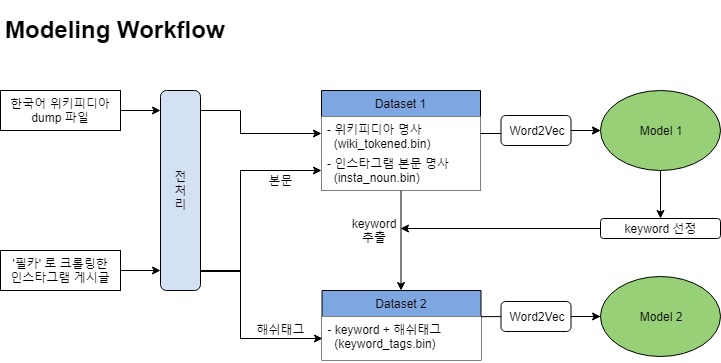 Modeling Workflow
한국어 위키피디아
dump 파일
전
처
리
'필카' 로 크롤링한
인스타그램 게시글
본문
해쉬태그
Dataset 1
- 위키피디아 명사
(wiki_tokened.bin)
- 인스타그램 본문 명사
(insta_noun.bin)
Word2Vec
Model 1
keyword
추출
keyword 선정
Dataset 2
- keyword + 해쉬태그
(keyword_tags.bin)
Word2Vec
Model 2